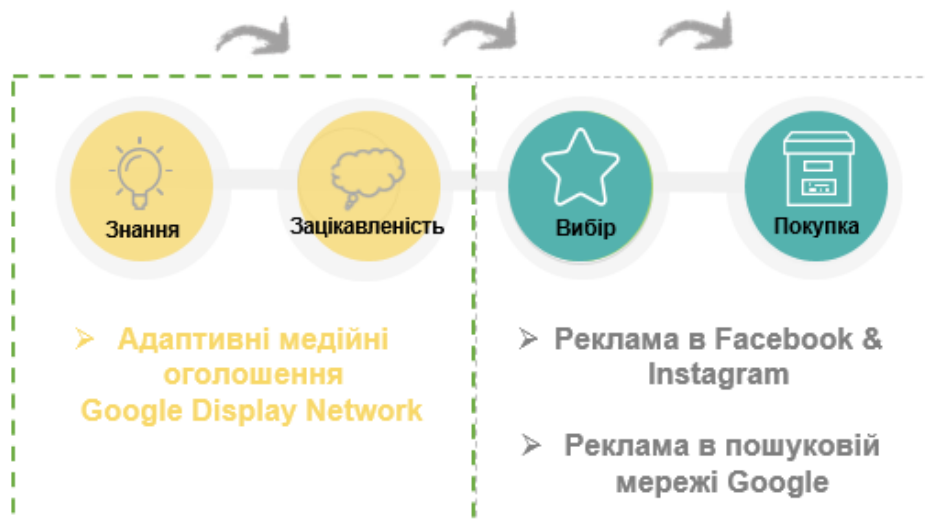 Знання
Зацікавленість
Вибір
Покупка
➢ Адаптивні медійні
оголошення
Google Display Network
➢ Реклама в Facebook &
Instagram
➢ Реклама в пошуковій
мережі Google